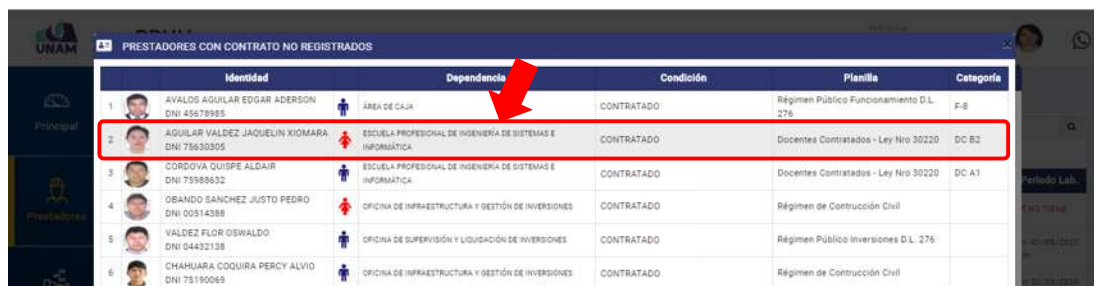 UNAM
PRESTADORES CON CONTRATO NO REGISTRADOS
Identidad Dependencia Condición Planilla Categoría
1 AVALOS AGUILAR EDGAR ADERSON ÁREA DE CAJA CONTRATADO Régimen Público Funcionamiento D.L. F-8
DNI 45678985 276
2 AGUILAR VALDEZ JAQUELIN XIOMARA ESCUELA PROFESIONAL DE INGENIERÍA DE SISTEMAS E CONTRATADO Docentes Contratados - Ley Nro 30220 DC B2
DNI 75630305 INFORMÁTICA
3 CORDOVA QUISPE ALDAIR ESCUELA PROFESIONAL DE INGENIERÍA DE SISTEMAS E CONTRATADO Docentes Contratados - Ley Nro 30220 DC A1
DNI 75988632 INFORMÁTICA
4 OBANDO SANCHEZ JUSTO PEDRO OFICINA DE INFRAESTRUCTURA Y GESTIÓN DE INVERSIONES CONTRATADO Régimen de Contrucción Civil
DNI 00514388
5 VALDEZ FLOR OSWALDO OFICINA DE SUPERVISIÓN Y LIQUIDACIÓN DE INVERSIONES CONTRATADO Régimen Público Inversiones D.L. 276
DNI 04432138
6 CHAHUARA COQUIRA PERCY ALVIO OFICINA DE INFRAESTRUCTURA Y GESTIÓN DE INVERSIONES CONTRATADO Régimen de Contrucción Civil
DNI 75190069
Principal
Prestadores
Periodo Lab.